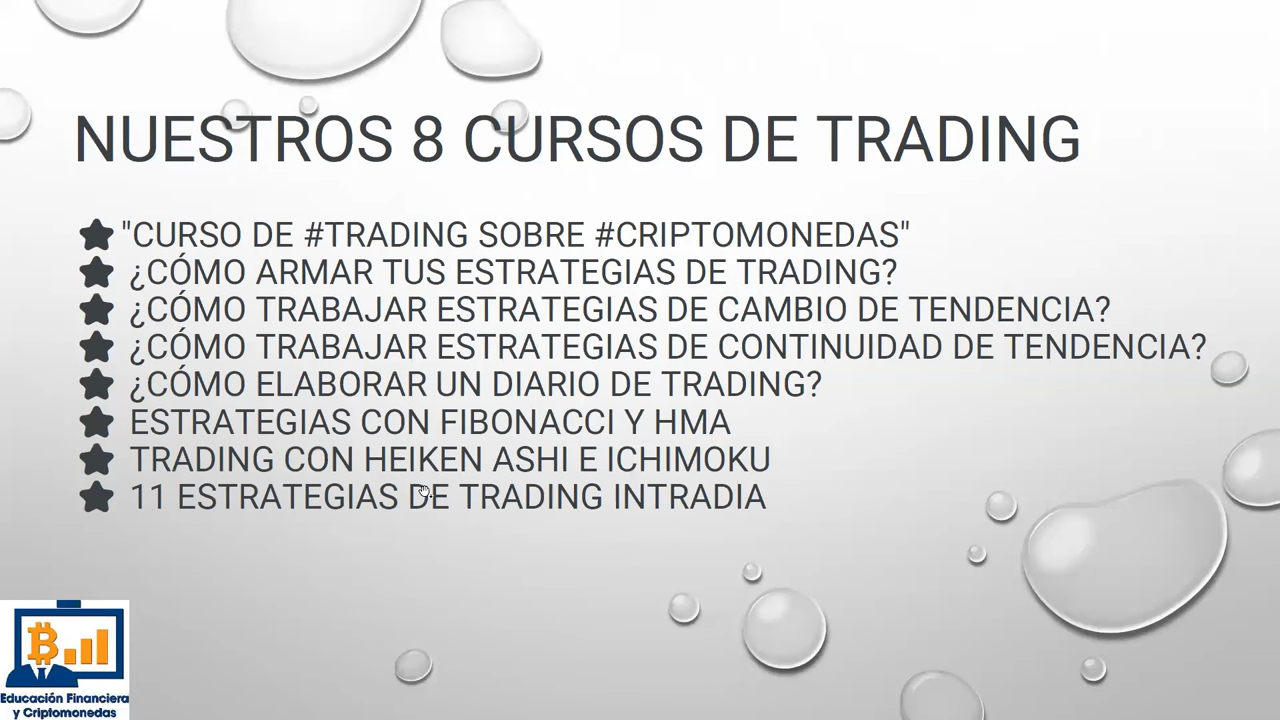 NUESTROS 8 CURSOS DE TRADING
"CURSO DE #TRADING SOBRE #CRIPTOMONEDAS"
¿CÓMO ARMAR TUS ESTRATEGIAS DE TRADING?
¿CÓMO TRABAJAR ESTRATEGIAS DE CAMBIO DE TENDENCIA?
¿CÓMO TRABAJAR ESTRATEGIAS DE CONTINUIDAD DE TENDENCIA?
¿CÓMO ELABORAR UN DIARIO DE TRADING?
ESTRATEGIAS CON FIBONACCI Y HMA
TRADING CON HEIKEN ASHI E ICHIMOKU
11 ESTRATEGIAS DE TRADING INTRADIA
Educación Financiera
y Criptomonedas